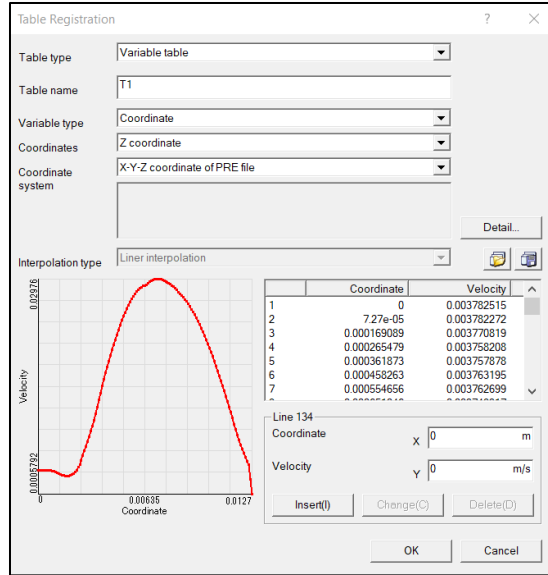 Table Registration ? ×
Table type Variable table
Table name T1
Variable type Coordinate
Coordinates Z coordinate
Coordinate system X-Y-Z coordinate of PRE file
Detail...
Interpolation type Liner interpolation
Coordinate Velocity
1 0 0.003782515
2 7.27e-05 0.003782272
3 0.000169089 0.003770819
4 0.000265479 0.003758208
5 0.000361873 0.003757878
6 0.000458263 0.003763195
7 0.000554656 0.003762699
0.02976
Velocity
0.0005792
0 0.00635 0.0127
Coordinate
Line 134
Coordinate X 0 m
Velocity Y 0 m/s
Insert(I) Change(C) Delete(D)
OK Cancel